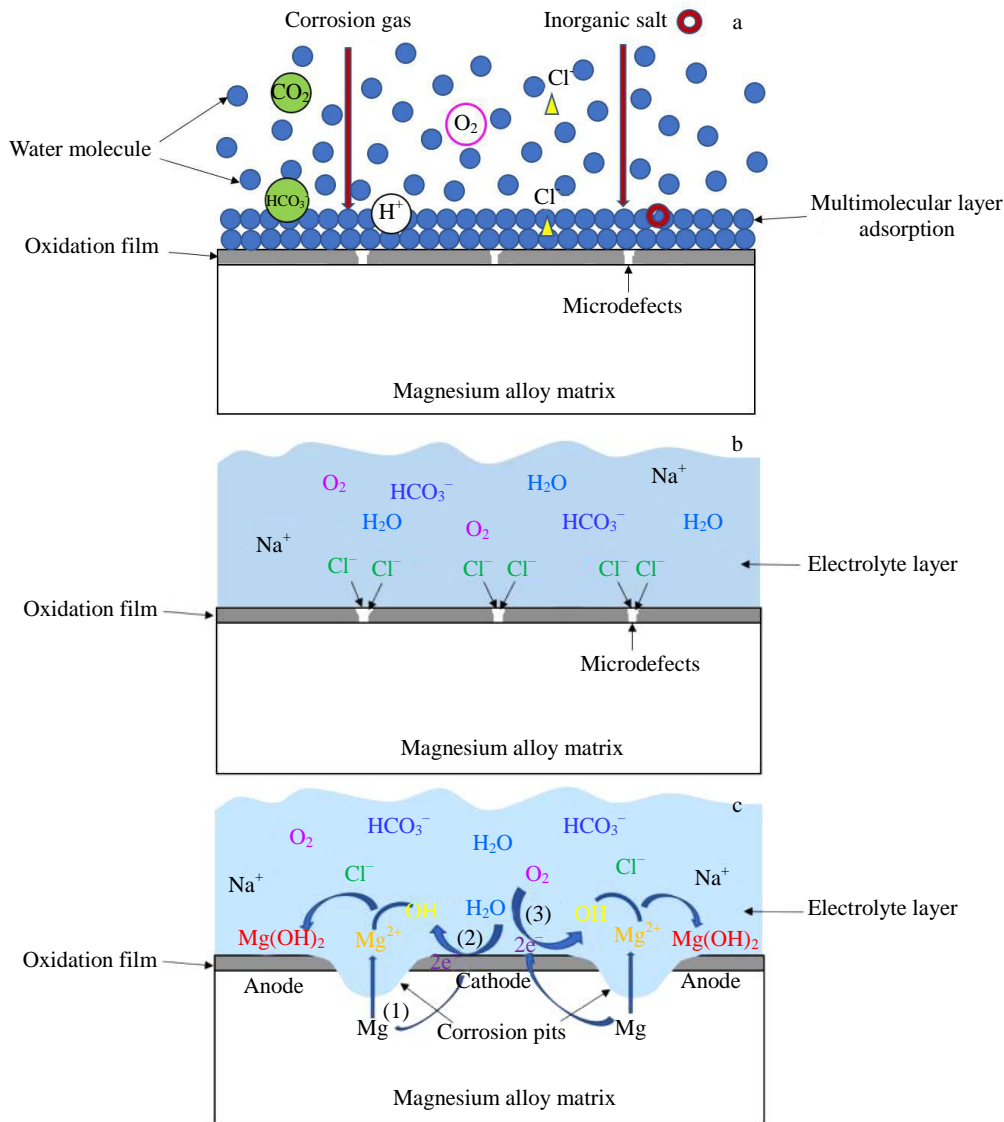 Corrosion gas
Inorganic salt
a
CO₂
Cl⁻
O₂
Water molecule
HCO₃⁻
H⁺
Cl⁻
Multimolecular layer
adsorption
Oxidation film
Microdefects
Magnesium alloy matrix
b
O₂
HCO₃⁻
H₂O
Na⁺
H₂O
O₂
HCO₃⁻
H₂O
Na⁺
Cl⁻ Cl⁻
Cl⁻ Cl⁻
Cl⁻ Cl⁻
Electrolyte layer
Oxidation film
Microdefects
Magnesium alloy matrix
c
O₂
HCO₃⁻
H₂O
HCO₃⁻
Cl⁻
O₂
Cl⁻
Na⁺
OH
H₂O
(3)
OH
Na⁺
Electrolyte layer
Mg(OH)₂
Mg²⁺
(2)
2e⁻
Mg²⁺
Mg(OH)₂
Oxidation film
2e
Anode
Cathode
Anode
(1)
Mg
Corrosion pits
Mg
Magnesium alloy matrix